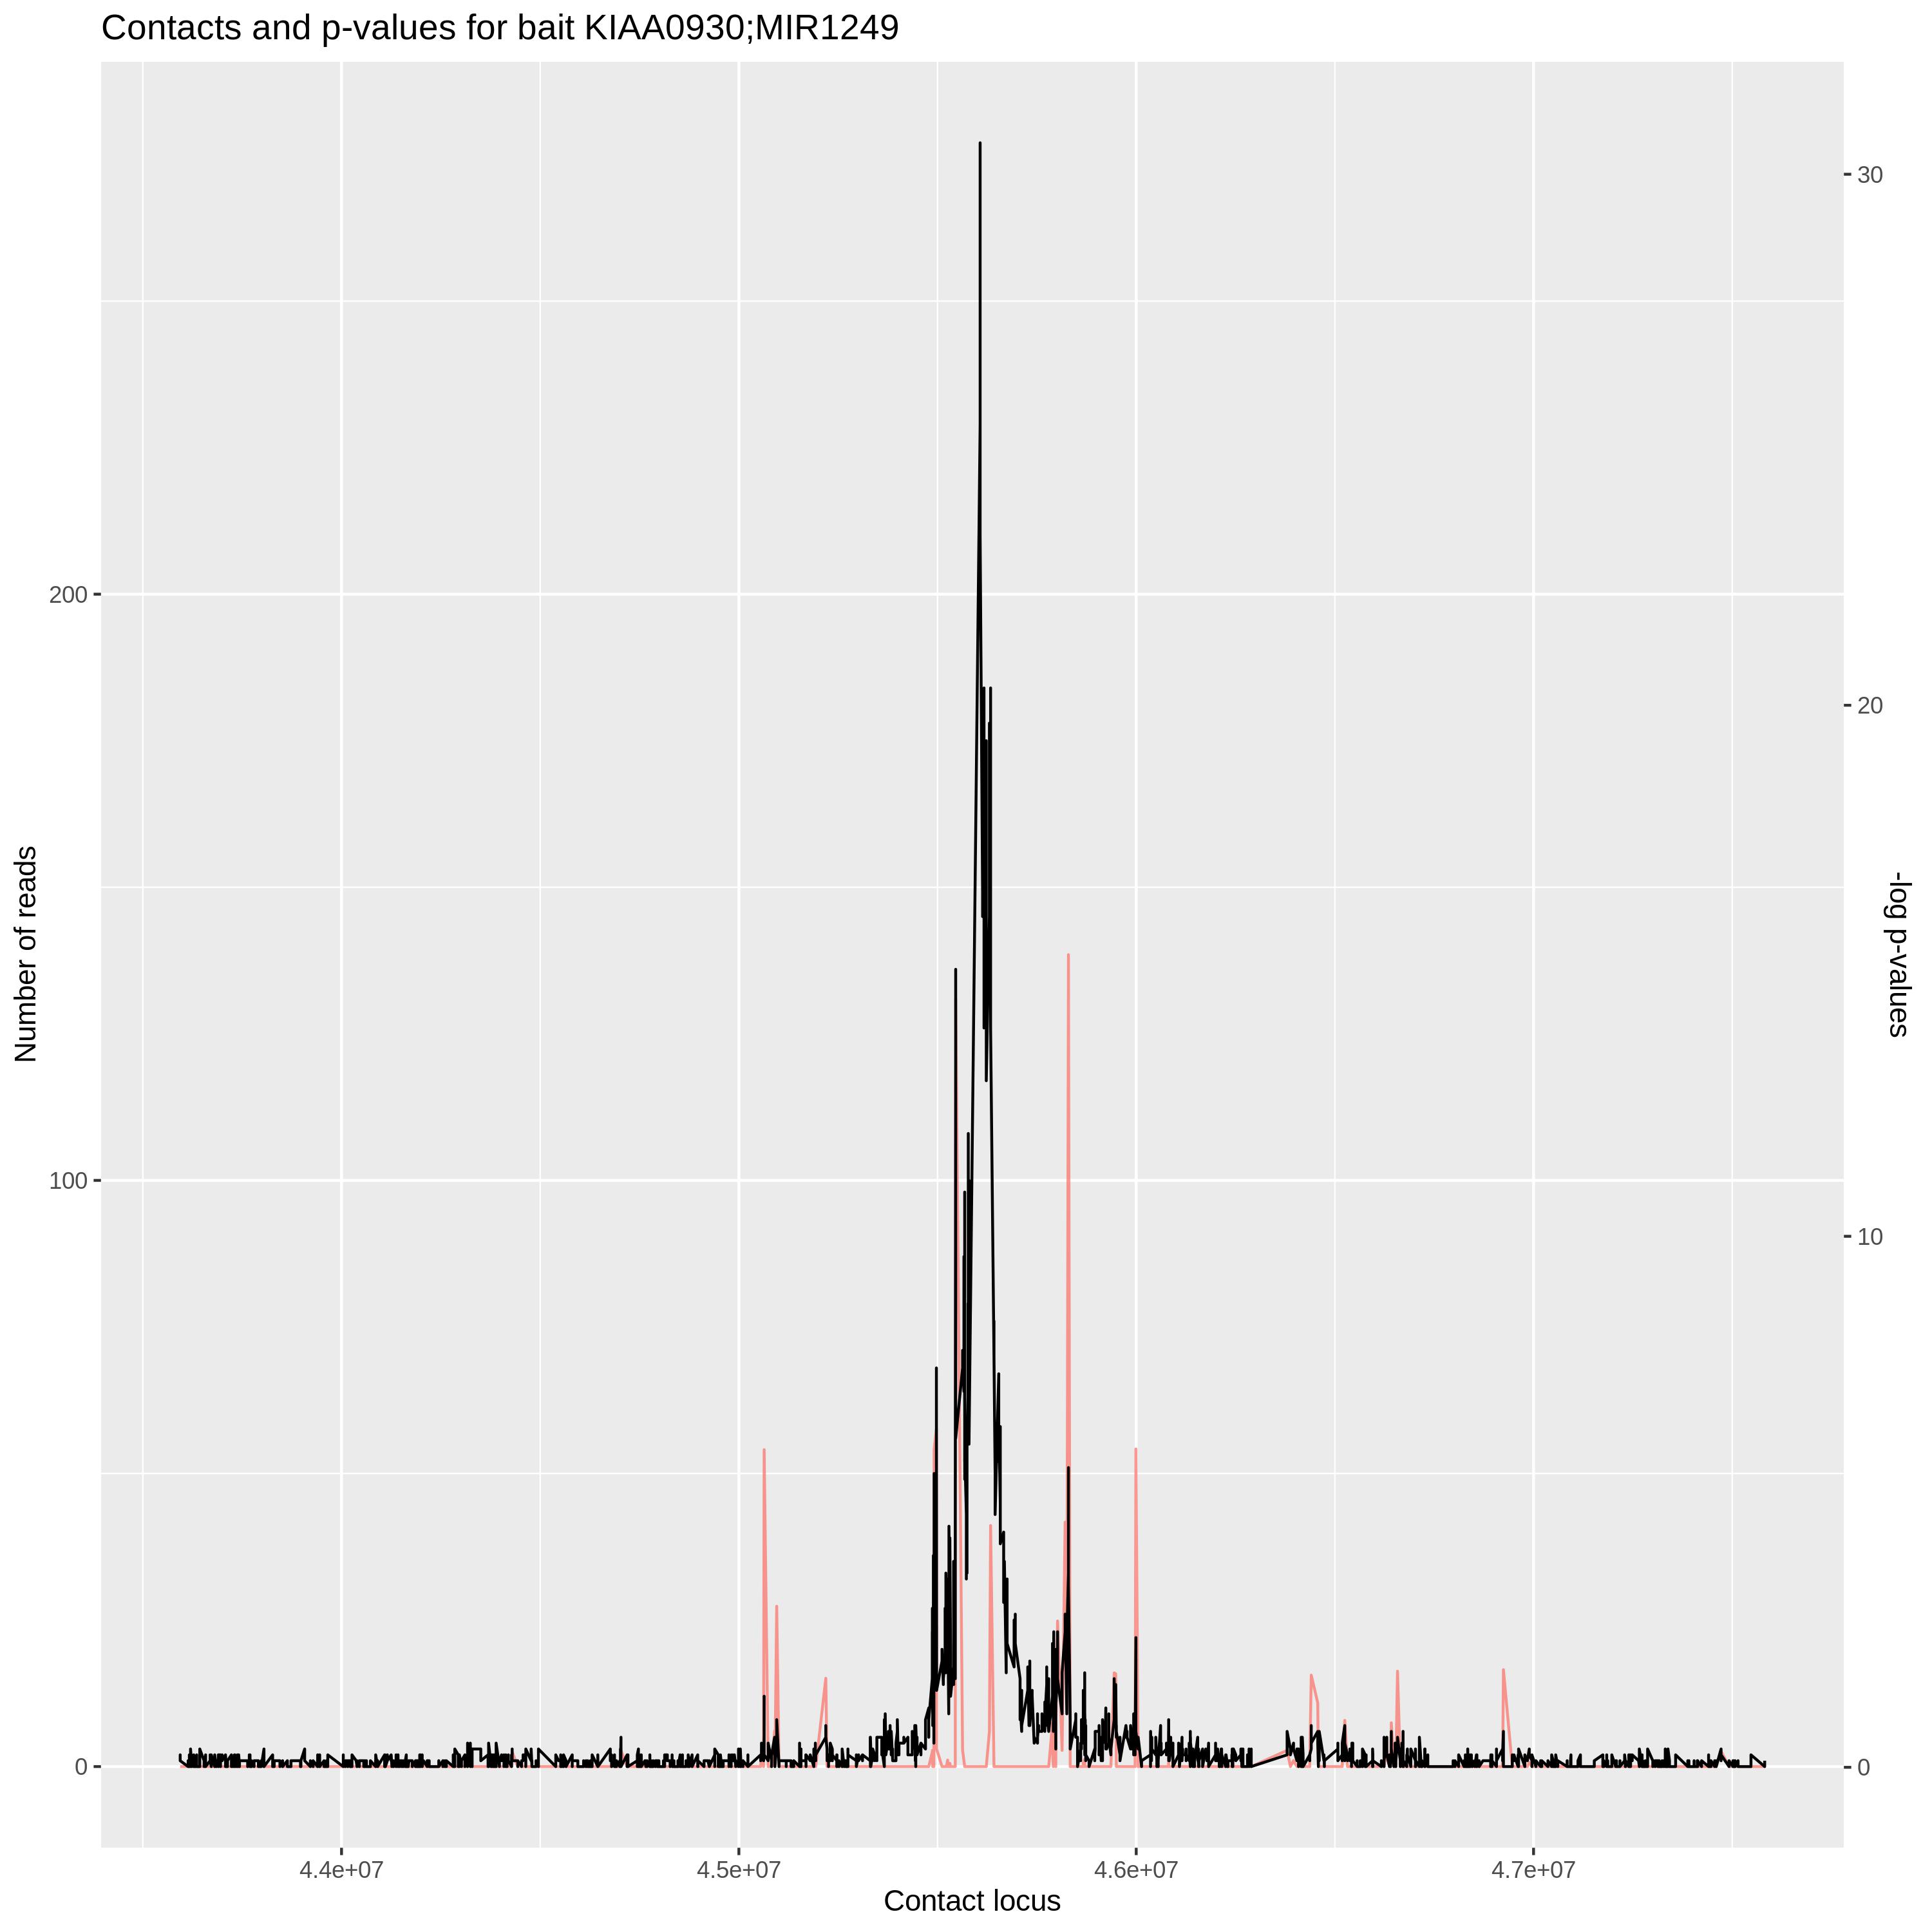 Contacts and p-values for bait KIAA0930;MIR1249
30
200
20
Number of reads
-log p-values
100
10
0
0
4.4e+07
4.5e+07
4.6e+07
4.7e+07
Contact locus